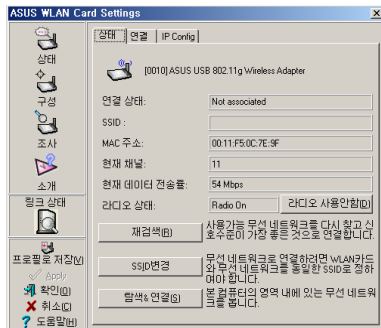 ASUS WLAN Card Settings
상태 연결 IP Config
상태
구성
조사
소개
링크 상태
프로필로 저장(V)
Apply
확인(O)
취소(C)
도움말(H)
[0010] ASUS USB 802.11g Wireless Adapter
연결 상태: Not associated
SSID :
MAC 주소: 00:11:F5:0C:7E:9F
현재 채널: 11
현재 데이터 전송률: 54 Mbps
라디오 상태: Radio On 라디오 사용안함(D)
재검색(R) 사용가능 무선 네트워크를 다시 찾고 신
호수준이 가장 좋은 것으로 연결합니다.
SSID변경 무선 네트워크로 연결하려면 WLAN카드
와 무선 네트워크를 동일한 SSID로 정하
여야 합니다.
탐색& 연결(S) 본 컴퓨터의 영역 내에 있는 무선 네트워
크를 봅니다.